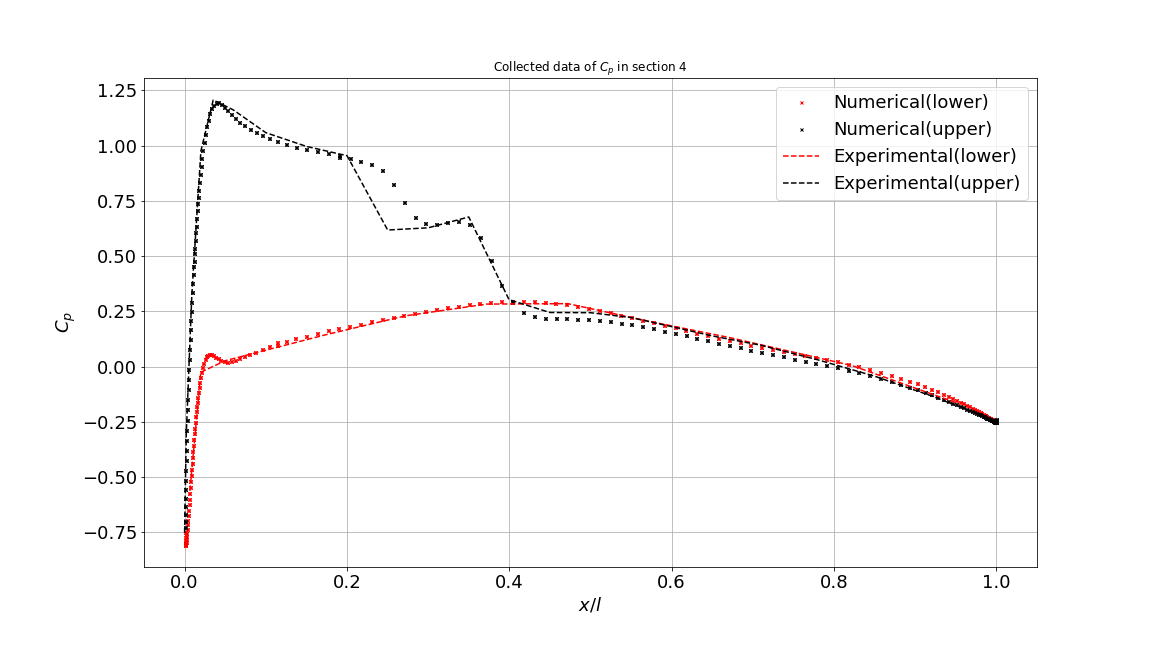 Collected data of C_p in section 4
C_p
1.25
1.00
0.75
0.50
0.25
0.00
−0.25
−0.50
−0.75
Numerical(lower)
Numerical(upper)
Experimental(lower)
Experimental(upper)
0.0 0.2 0.4 0.6 0.8 1.0
x/l